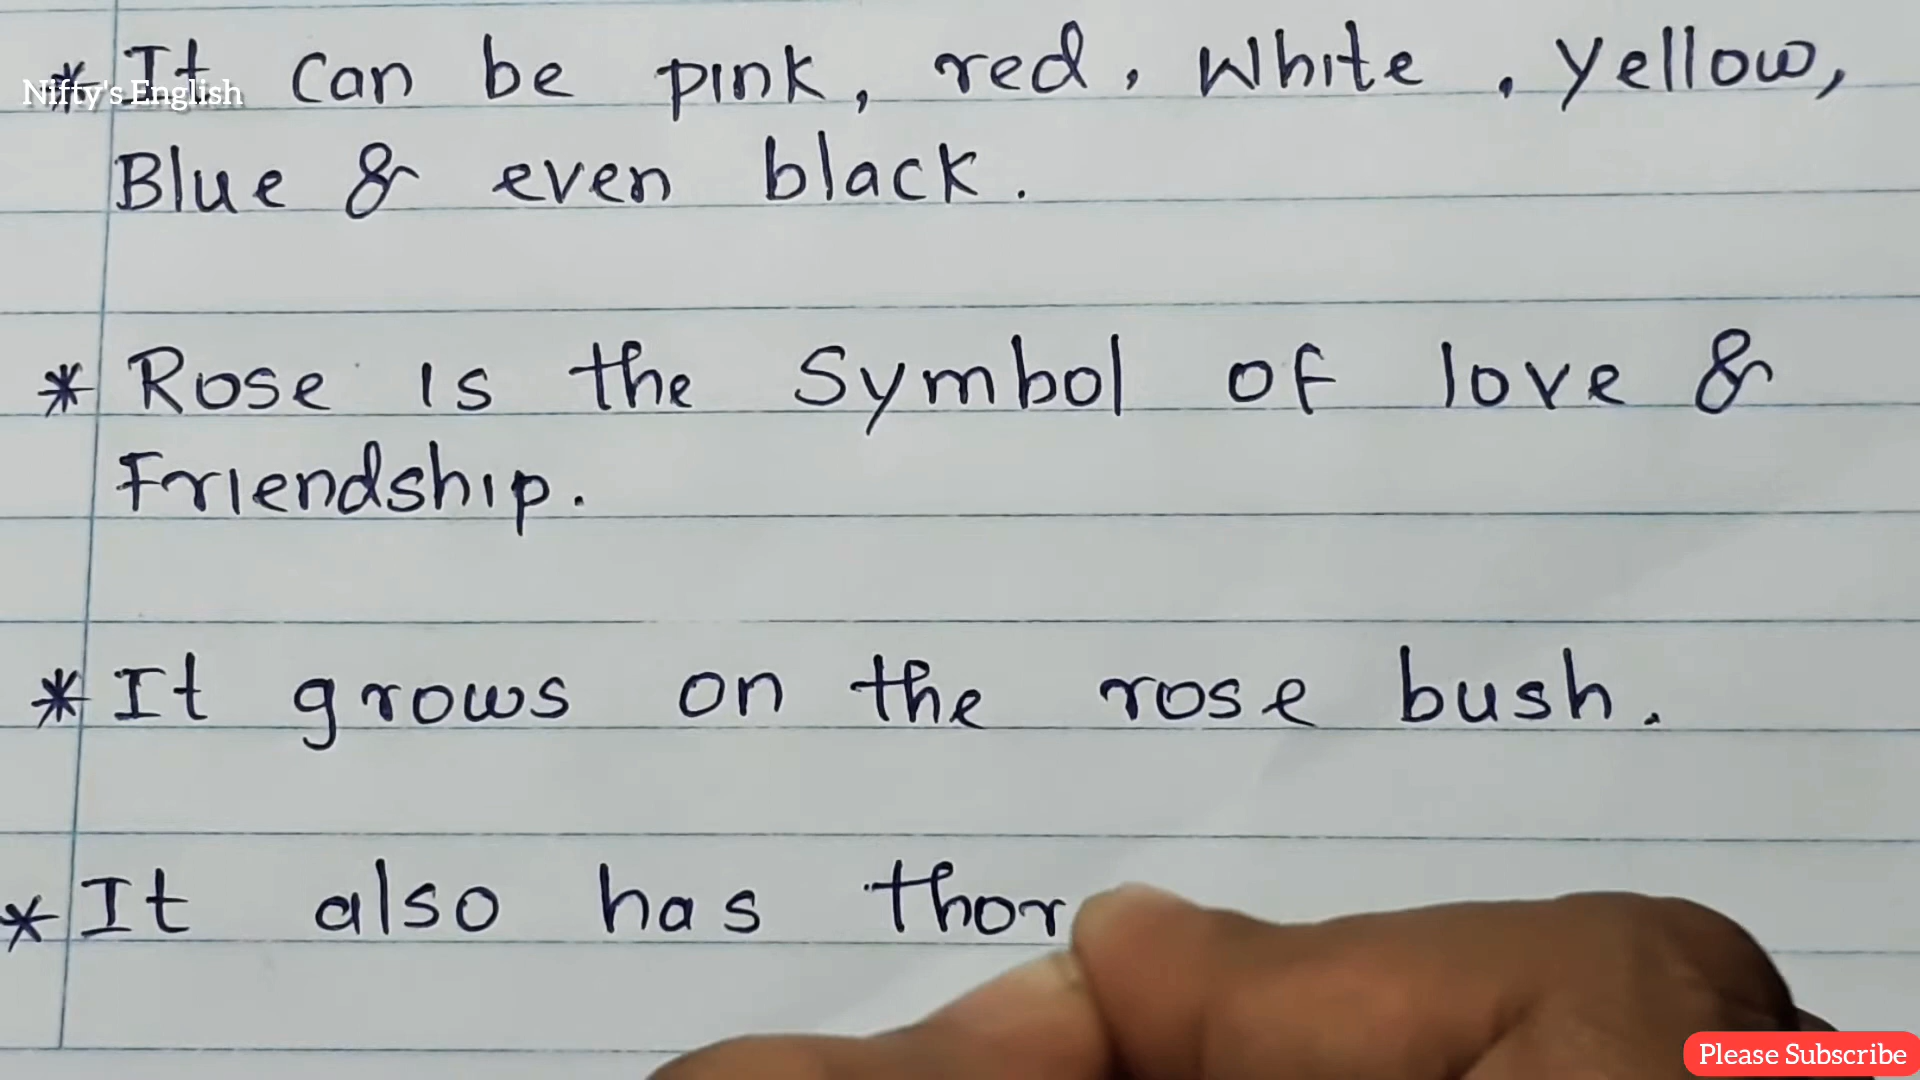 * It can be pink, red, White, Yellow,
Nifty's English
Blue & even black.
* Rose is the Symbol of love &
Friendship.
* It grows on the rose bush.
* It also has thor
Please Subscribe